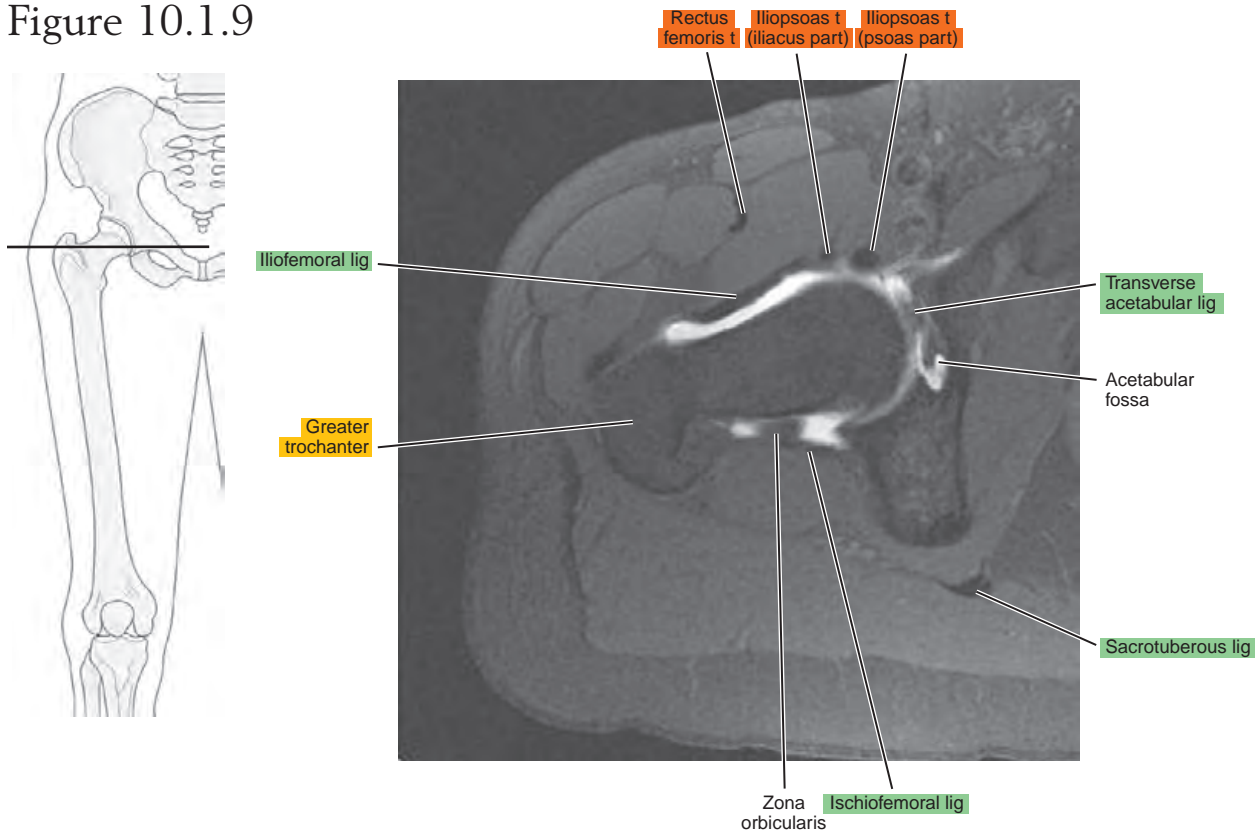 Figure 10.1.9
Rectus
femoris t
Iliopsoas t
(iliacus part)
Iliopsoas t
(psoas part)
Iliofemoral lig
Transverse
acetabular lig
Acetabular
fossa
Greater
trochanter
Sacrotuberous lig
Zona
orbicularis
Ischiofemoral lig